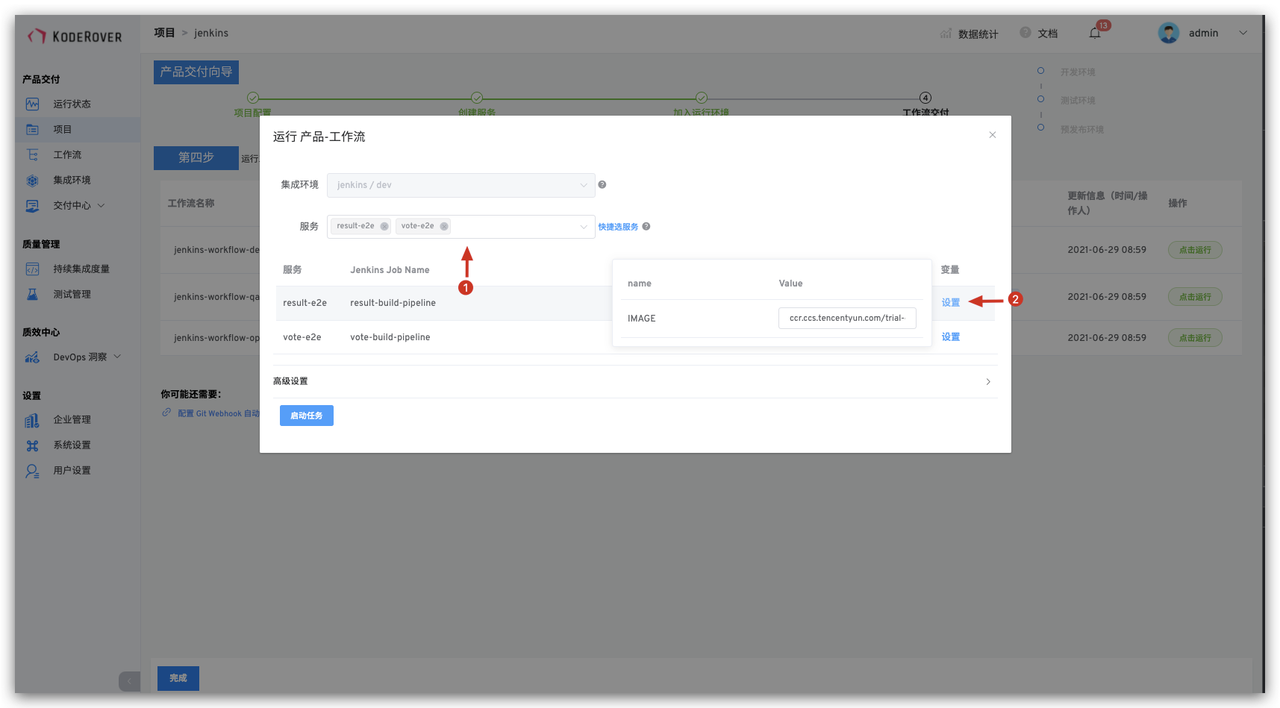 KODEROVER
项目 > jenkins
数据统计
文档
13
admin
产品交付
运行状态
项目
工作流
集成环境
交付中心
质量管理
持续集成度量
测试管理
质效中心
DevOps 洞察
设置
企业管理
系统设置
用户设置
产品交付向导
项目配置
创建服务
加入运行环境
4
工作流交付
开发环境
测试环境
预发布环境
第四步
运行
工作流名称
更新信息（时间/操
作人）
操作
jenkins-workflow-de
2021-06-29 08:59
点击运行
jenkins-workflow-qa
2021-06-29 08:59
点击运行
jenkins-workflow-op
2021-06-29 08:59
点击运行
你可能还需要：
配置 Git Webhook 自动
完成
运行 产品-工作流
集成环境
jenkins / dev
服务
result-e2e
vote-e2e
快捷选服务
1
服务
Jenkins Job Name
变量
result-e2e
result-build-pipeline
设置
2
vote-e2e
vote-build-pipeline
设置
name
Value
IMAGE
ccr.ccs.tencentyun.com/trial-
高级设置
启动任务